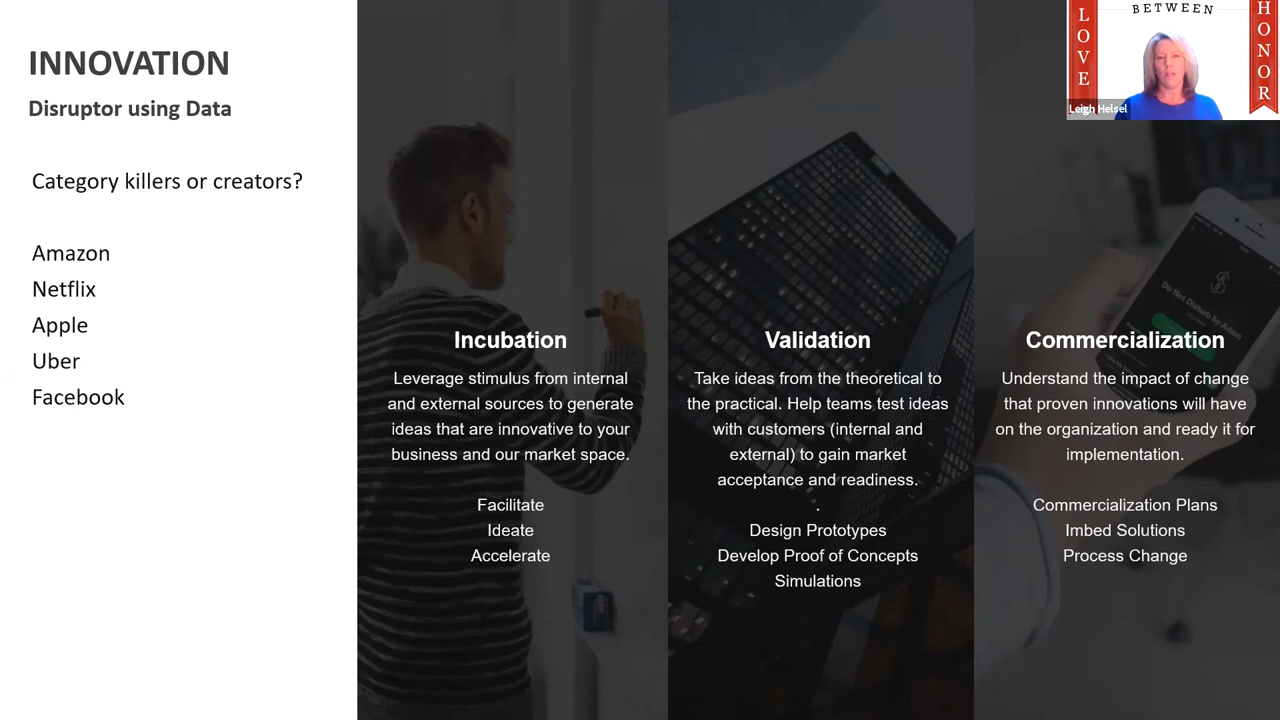 INNOVATION
Disruptor using Data
Category killers or creators?
Amazon
Netflix
Apple
Uber
Facebook
Incubation
Leverage stimulus from internal
and external sources to generate
ideas that are innovative to your
business and our market space.
Facilitate
Ideate
Accelerate
Validation
Take ideas from the theoretical to
the practical. Help teams test ideas
with customers (internal and
external) to gain market
acceptance and readiness.
.
Design Prototypes
Develop Proof of Concepts
Simulations
Commercialization
Understand the impact of change
that proven innovations will have
on the organization and ready it for
implementation.
Commercialization Plans
Imbed Solutions
Process Change
Do Not Disturb
LOVE
BETWEEN
HONOR
Leigh Helsel